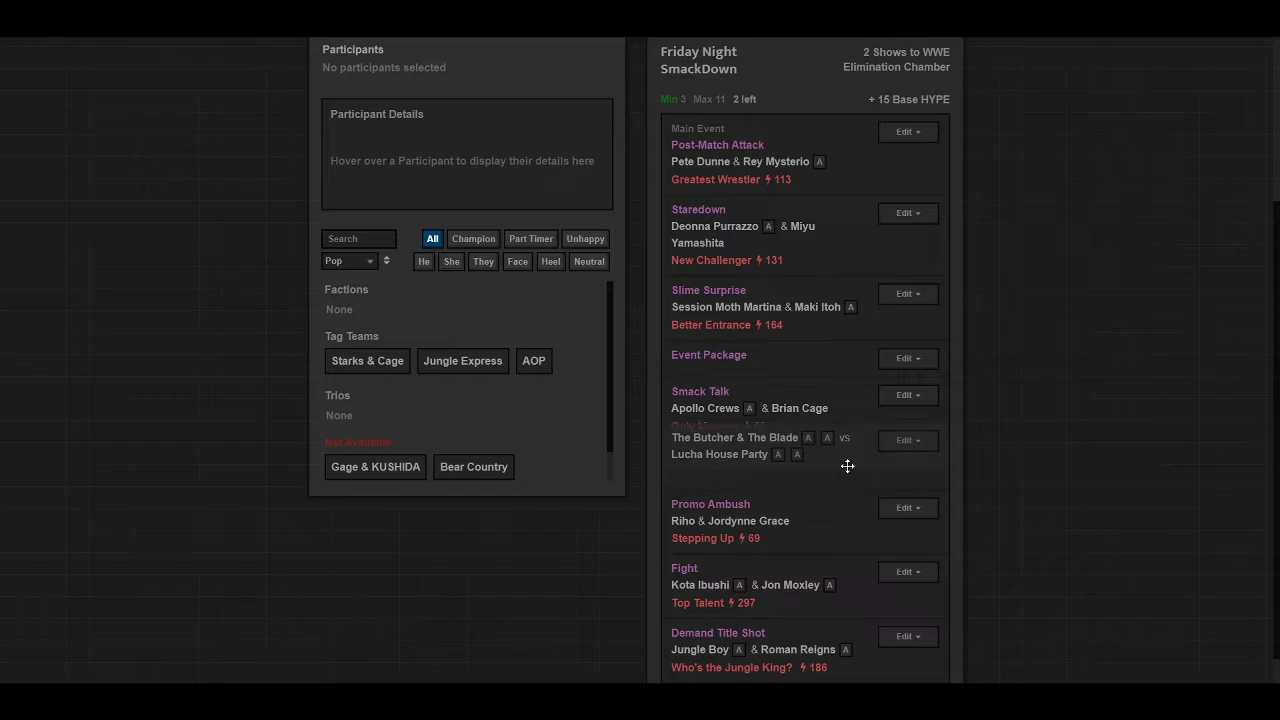 Participants
No participants selected
Participant Details
Hover over a Participant to display their details here
Search
All
Champion
Part Timer
Unhappy
Pop
He
She
They
Face
Heel
Neutral
Factions
None
Tag Teams
Starks & Cage
Jungle Express
AOP
Trios
None
Not Available
Gage & KUSHIDA
Bear Country
Friday Night
SmackDown
2 Shows to WWE
Elimination Chamber
Min 3 Max 11 2 left
+ 15 Base HYPE
Main Event
Edit
Post-Match Attack
Pete Dunne & Rey Mysterio A
Greatest Wrestler 113
Staredown
Edit
Deonna Purrazzo A & Miyu
Yamashita
New Challenger 131
Slime Surprise
Edit
Session Moth Martina & Maki Itoh A
Better Entrance 164
Event Package
Edit
Smack Talk
Edit
Apollo Crews A & Brian Cage
The Butcher & The Blade A A vs
Edit
Lucha House Party A A
Promo Ambush
Edit
Riho & Jordynne Grace
Stepping Up 69
Fight
Edit
Kota Ibushi A & Jon Moxley A
Top Talent 297
Demand Title Shot
Edit
Jungle Boy A & Roman Reigns A
Who's the Jungle King? 186